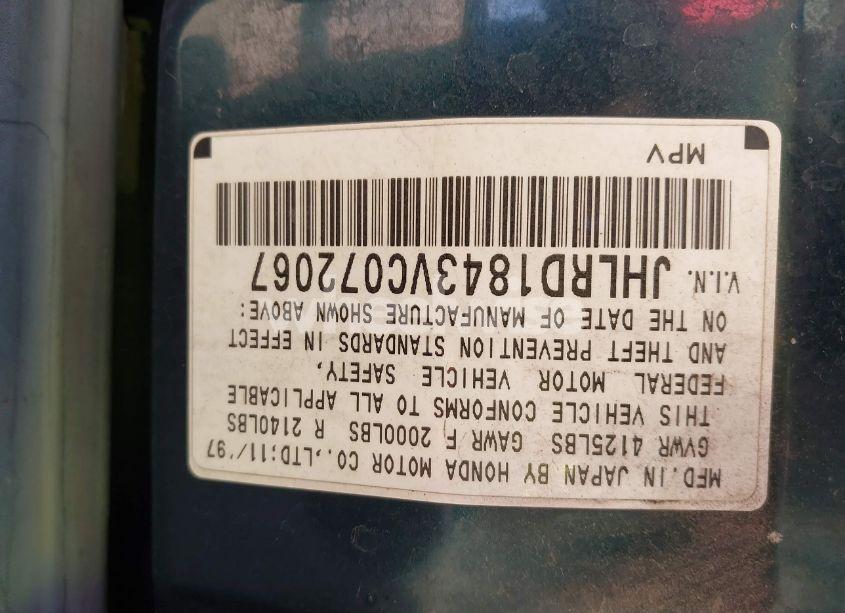 MFD.IN JAPAN BY HONDA MOTOR CO.,LTD;11/'97
GVWR 4125LBS GAWR F 2000LBS R 2140LBS
THIS VEHICLE CONFORMS TO ALL APPLICABLE
FEDERAL MOTOR VEHICLE SAFETY,
AND THEFT PREVENTION STANDARDS IN EFFECT
ON THE DATE OF MANUFACTURE SHOWN ABOVE:
V.I.N. JHLRD1843VC072067
MPV